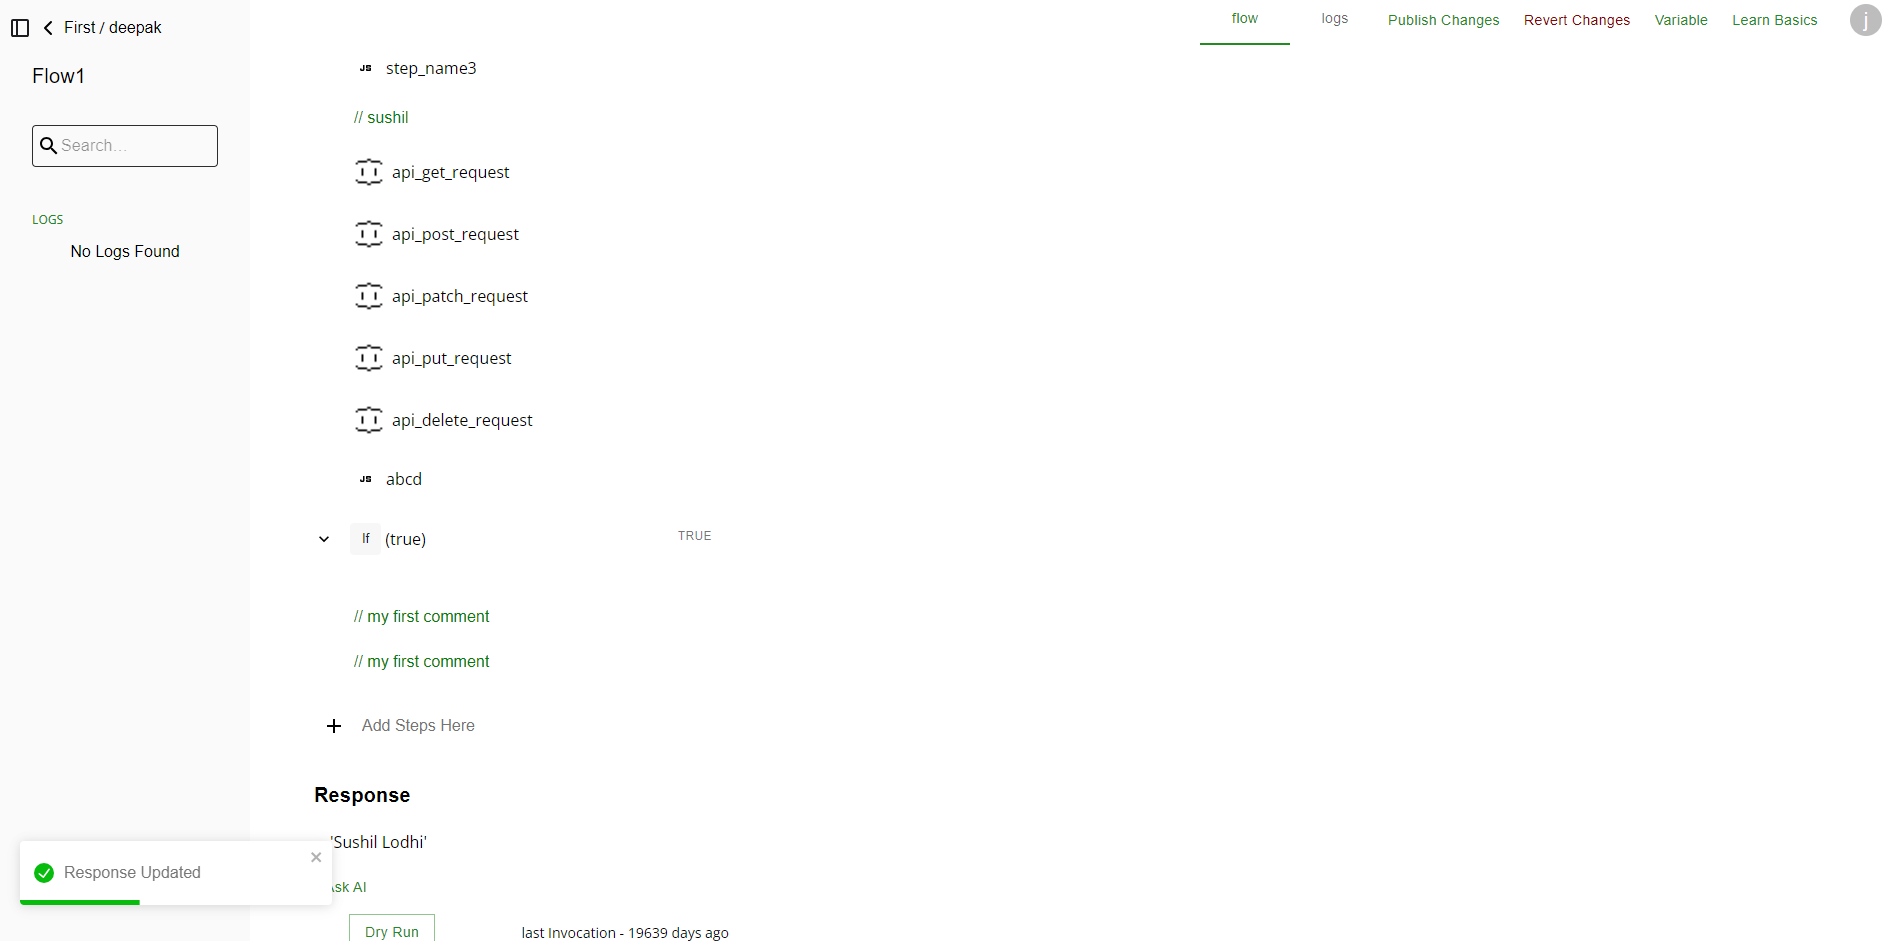 First / deepak
flow
logs
Publish Changes
Revert Changes
Variable
Learn Basics
j
Flow1
Search...
LOGS
No Logs Found
JS step_name3
// sushil
api_get_request
api_post_request
api_patch_request
api_put_request
api_delete_request
JS abcd
If (true)
TRUE
// my first comment
// my first comment
+ Add Steps Here
Response
'Sushil Lodhi'
Response Updated
sk AI
Dry Run
last Invocation - 19639 days ago